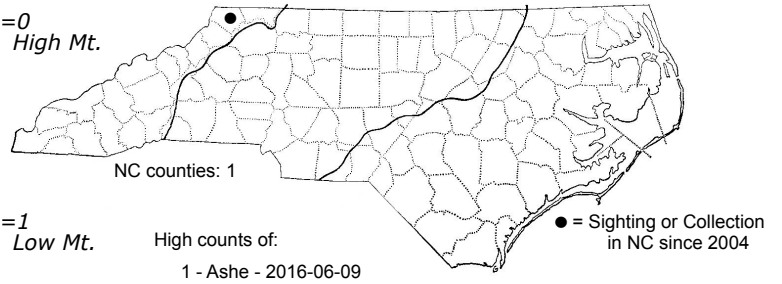 =0
High Mt.
NC counties: 1
=1
Low Mt.
High counts of:
1 - Ashe - 2016-06-09
● = Sighting or Collection
in NC since 2004